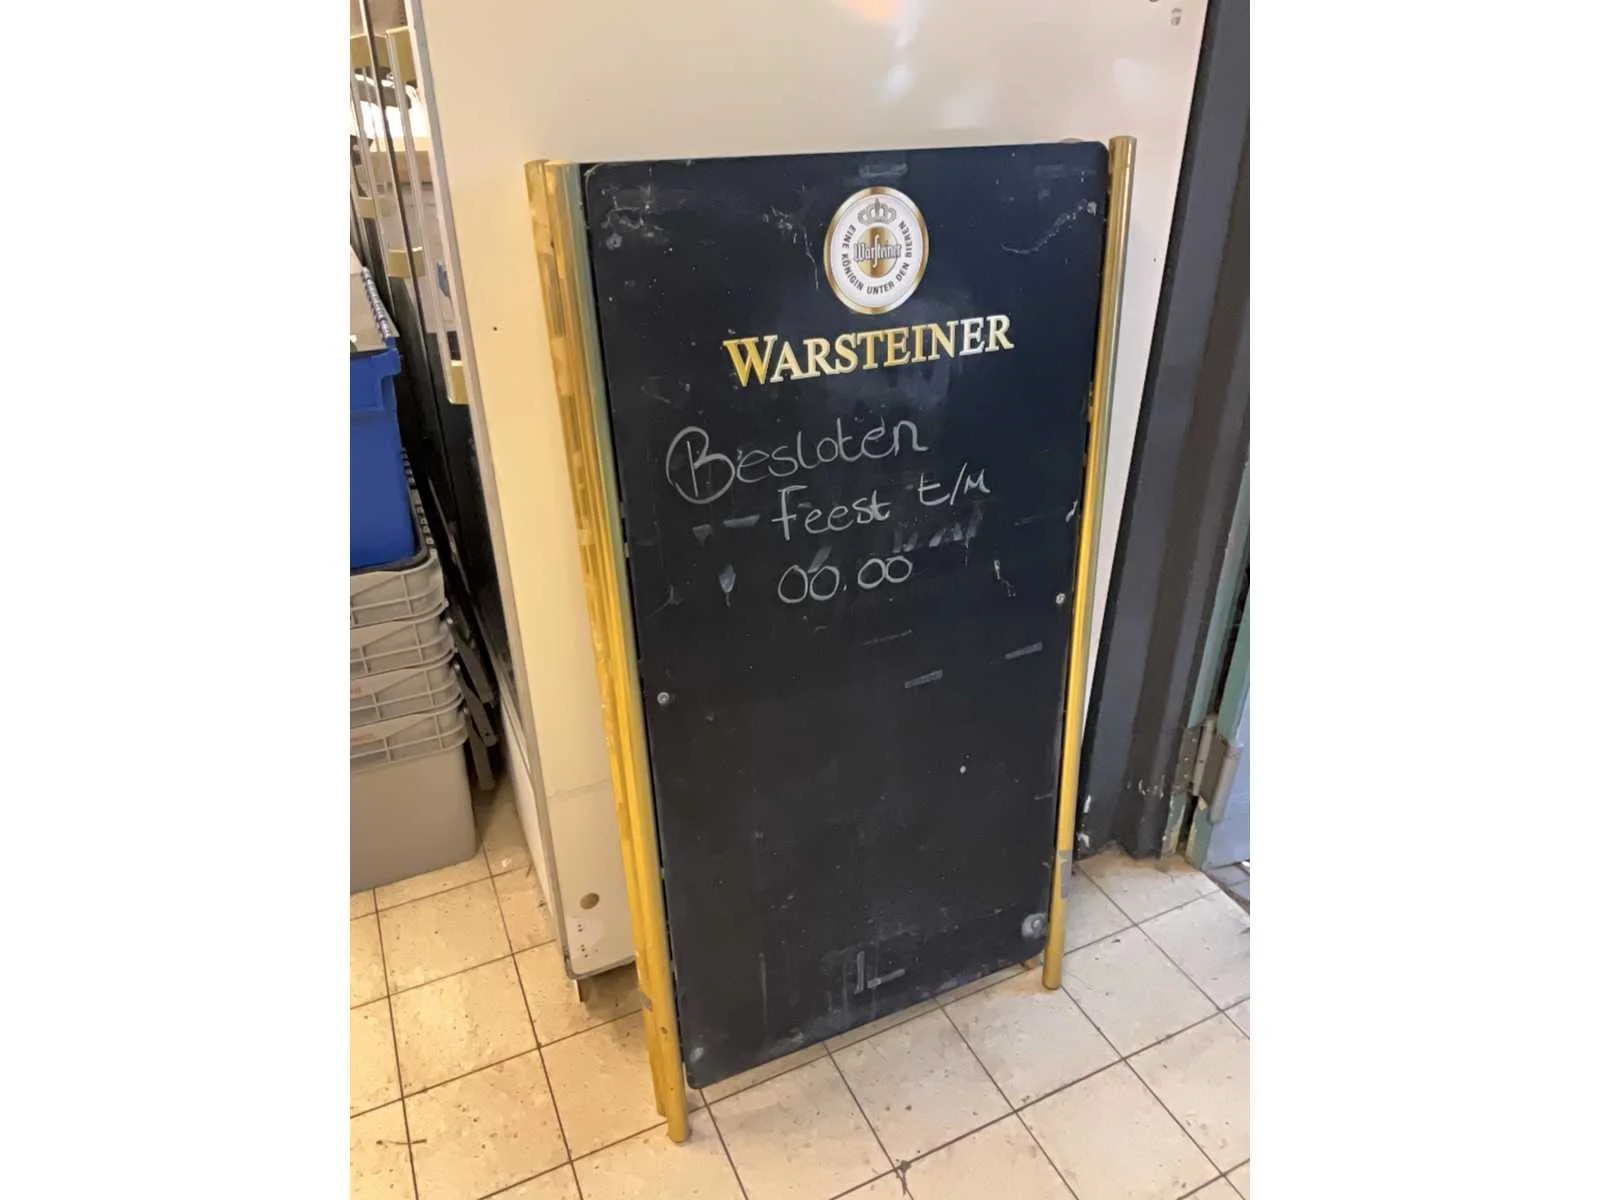 EINE KÖNIGIN UNTER DEN BIEREN
Warsteiner
WARSTEINER
Besloten
Feest t/m
00.00